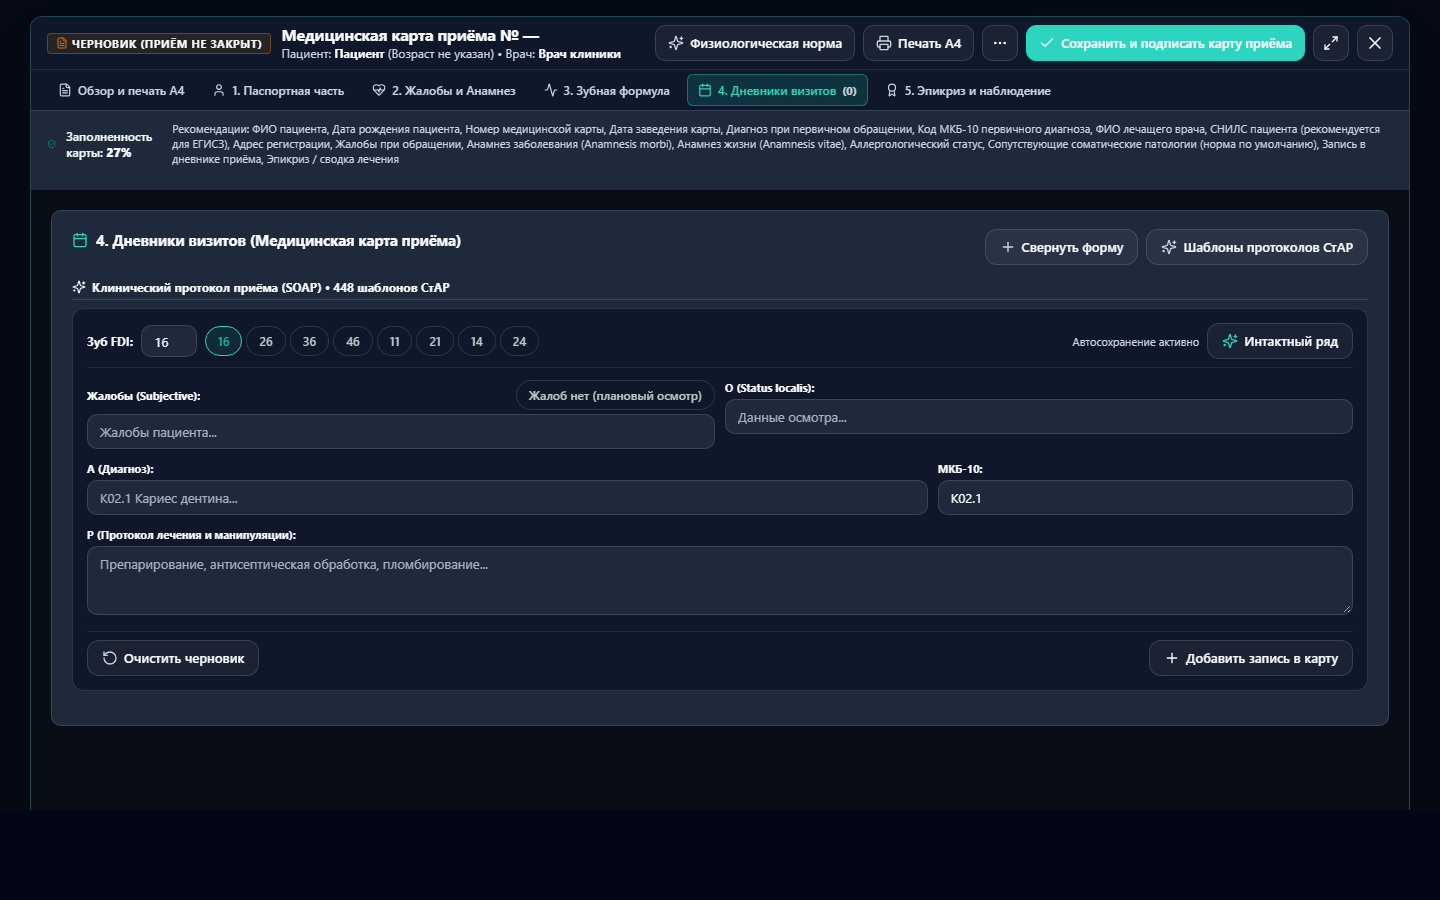 ЧЕРНОВИК (ПРИЁМ НЕ ЗАКРЫТ)
Медицинская карта приёма № —
Пациент: Пациент (Возраст не указан) • Врач: Врач клиники
Физиологическая норма
Печать А4
Сохранить и подписать карту приёма
Обзор и печать А4
1. Паспортная часть
2. Жалобы и Анамнез
3. Зубная формула
4. Дневники визитов (0)
5. Эпикриз и наблюдение
Заполненность
карты: 27%
Рекомендации: ФИО пациента, Дата рождения пациента, Номер медицинской карты, Дата заведения карты, Диагноз при первичном обращении, Код МКБ-10 первичного диагноза, ФИО лечащего врача, СНИЛС пациента (рекомендуется
для ЕГИСЗ), Адрес регистрации, Жалобы при обращении, Анамнез заболевания (Anamnesis morbi), Анамнез жизни (Anamnesis vitae), Аллергологический статус, Сопутствующие соматические патологии (норма по умолчанию), Запись в
дневнике приёма, Эпикриз / сводка лечения
4. Дневники визитов (Медицинская карта приёма)
Свернуть форму
Шаблоны протоколов СтАР
Клинический протокол приёма (SOAP) • 448 шаблонов СтАР
Зуб FDI:
16
16
26
36
46
11
21
14
24
Автосохранение активно
Интактный ряд
Жалобы (Subjective):
Жалоб нет (плановый осмотр)
O (Status localis):
Жалобы пациента...
Данные осмотра...
А (Диагноз):
МКБ-10:
К02.1 Кариес дентина...
K02.1
Р (Протокол лечения и манипуляции):
Препарирование, антисептическая обработка, пломбирование...
Очистить черновик
Добавить запись в карту